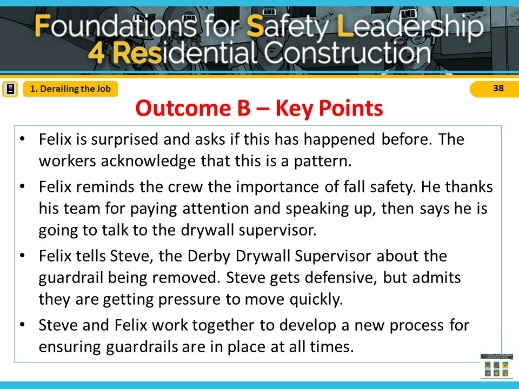 Foundations for Safety Leadership
4 Residential Construction
1. Derailing the Job
38
Outcome B – Key Points
• Felix is surprised and asks if this has happened before. The
workers acknowledge that this is a pattern.
• Felix reminds the crew the importance of fall safety. He thanks
his team for paying attention and speaking up, then says he is
going to talk to the drywall supervisor.
• Felix tells Steve, the Derby Drywall Supervisor about the
guardrail being removed. Steve gets defensive, but admits
they are getting pressure to move quickly.
• Steve and Felix work together to develop a new process for
ensuring guardrails are in place at all times.